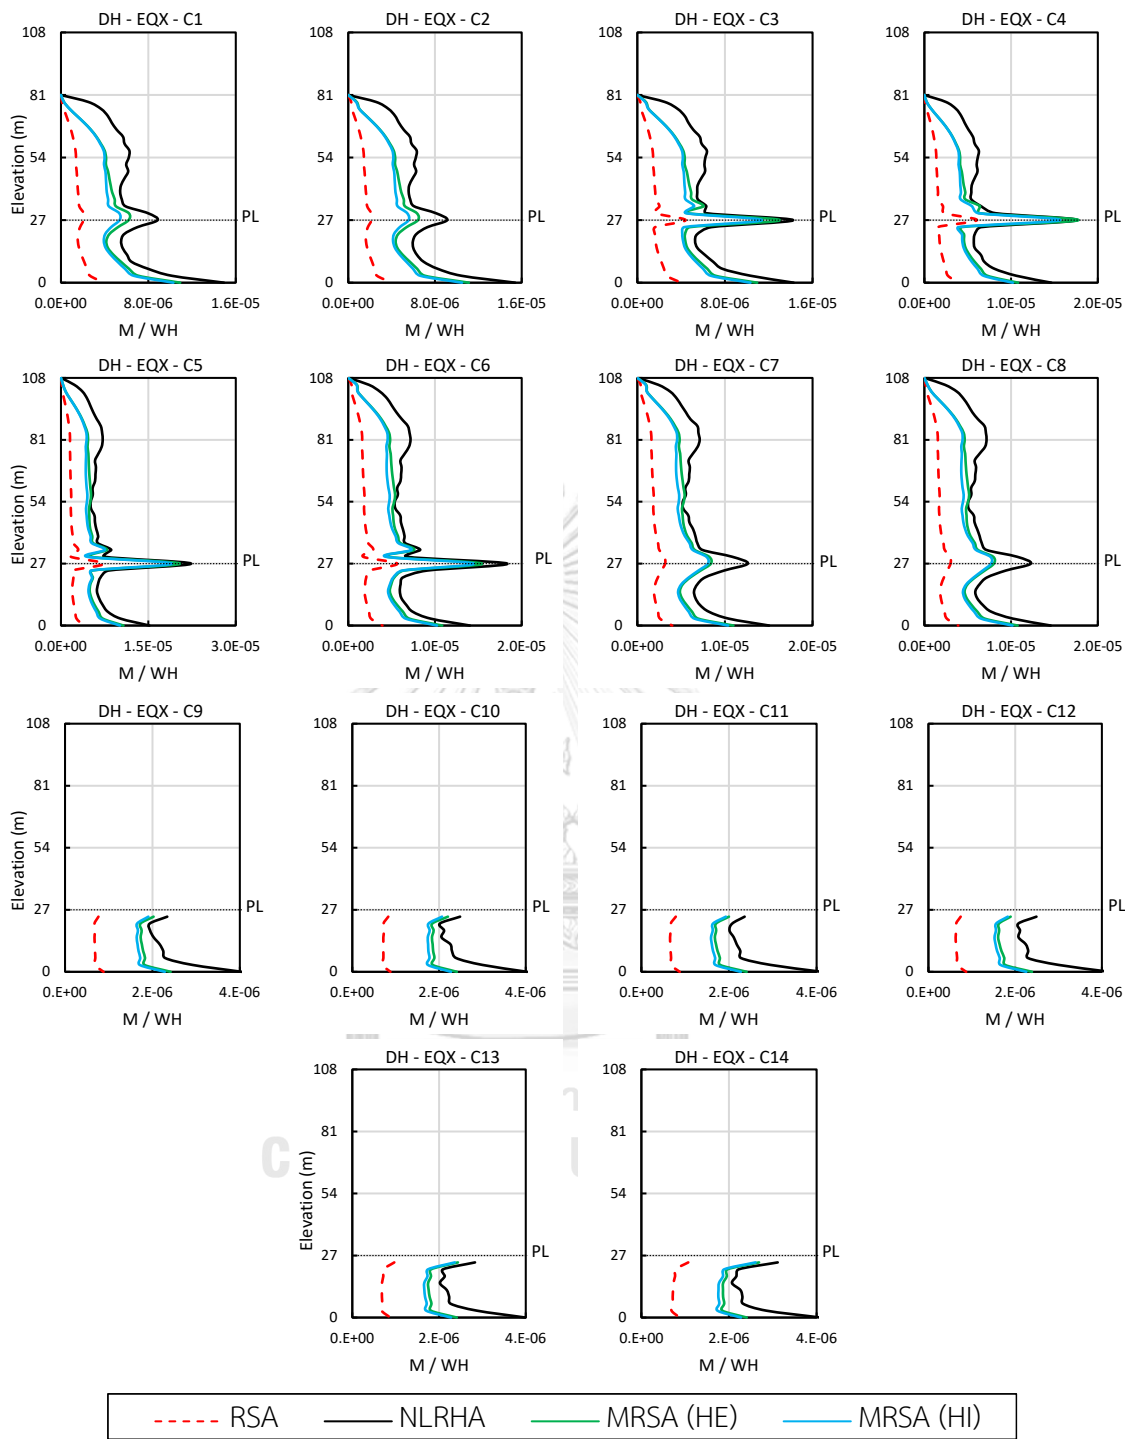 DH - EQX - C1 DH - EQX - C2 DH - EQX - C3 DH - EQX - C4
108 108 108 108
81 81 81 81
54 54 54 54
27 27 27 27
0 0 0 0
Elevation (m)
PL PL PL PL
0.0E+00 8.0E-06 1.6E-05 0.0E+00 8.0E-06 1.6E-05 0.0E+00 8.0E-06 1.6E-05 0.0E+00 1.0E-05 2.0E-05
M / WH M / WH M / WH M / WH
DH - EQX - C5 DH - EQX - C6 DH - EQX - C7 DH - EQX - C8
108 108 108 108
81 81 81 81
54 54 54 54
27 27 27 27
0 0 0 0
Elevation (m)
PL PL PL PL
0.0E+00 1.5E-05 3.0E-05 0.0E+00 1.0E-05 2.0E-05 0.0E+00 1.0E-05 2.0E-05 0.0E+00 1.0E-05 2.0E-05
M / WH M / WH M / WH M / WH
DH - EQX - C9 DH - EQX - C10 DH - EQX - C11 DH - EQX - C12
108 108 108 108
81 81 81 81
54 54 54 54
27 27 27 27
0 0 0 0
Elevation (m)
PL PL PL PL
0.E+00 2.E-06 4.E-06 0.E+00 2.E-06 4.E-06 0.E+00 2.E-06 4.E-06 0.E+00 2.E-06 4.E-06
M / WH M / WH M / WH M / WH
DH - EQX - C13 DH - EQX - C14
108 108
81 81
54 54
27 27
0 0
Elevation (m)
PL PL
0.E+00 2.E-06 4.E-06 0.E+00 2.E-06 4.E-06
M / WH M / WH
RSA NLRHA MRSA (HE) MRSA (HI)